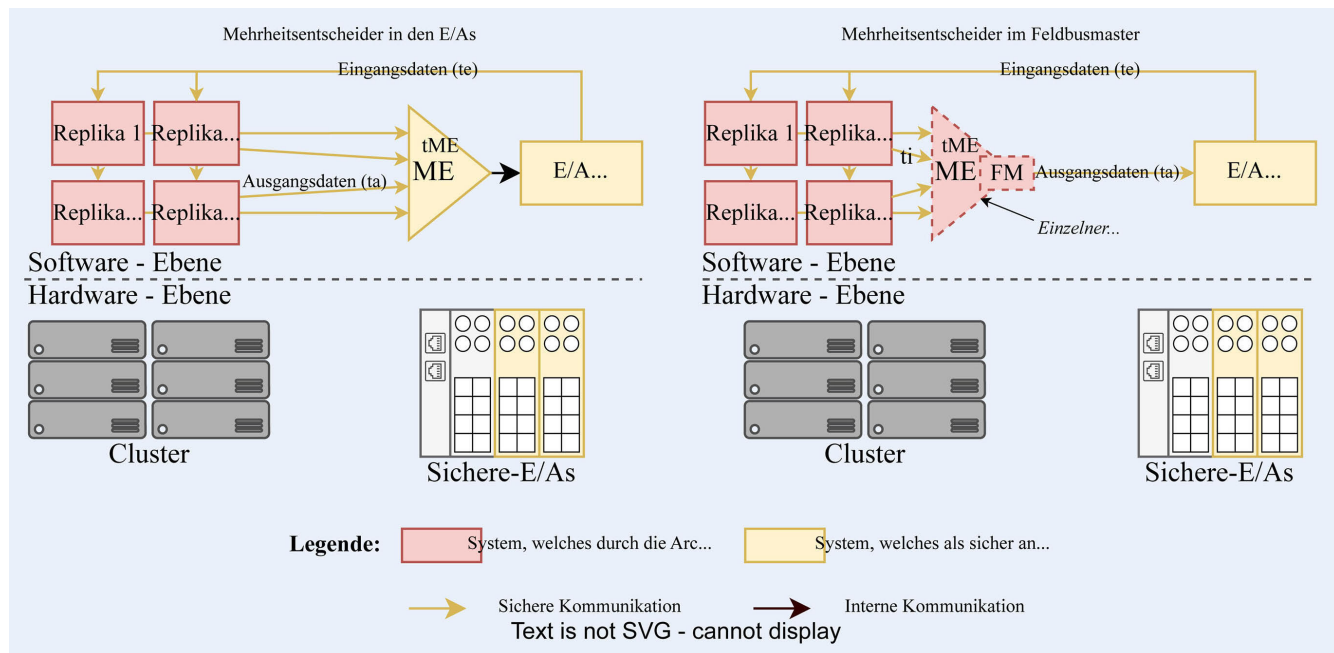 Mehrheitsentscheider in den E/As
Eingangsdaten (te)
Replika 1
Replika...
tME
ME
E/A...
Ausgangsdaten (ta)
Replika...
Replika...
Software - Ebene
Hardware - Ebene
Cluster
Sichere-E/As
Mehrheitsentscheider im Feldbusmaster
Eingangsdaten (te)
Replika 1
Replika...
ti
tME
ME
FM
Ausgangsdaten (ta)
E/A...
Replika...
Replika...
Einzelner...
Software - Ebene
Hardware - Ebene
Cluster
Sichere-E/As
Legende:
System, welches durch die Arc...
System, welches als sicher an...
Sichere Kommunikation
Interne Kommunikation
Text is not SVG - cannot display